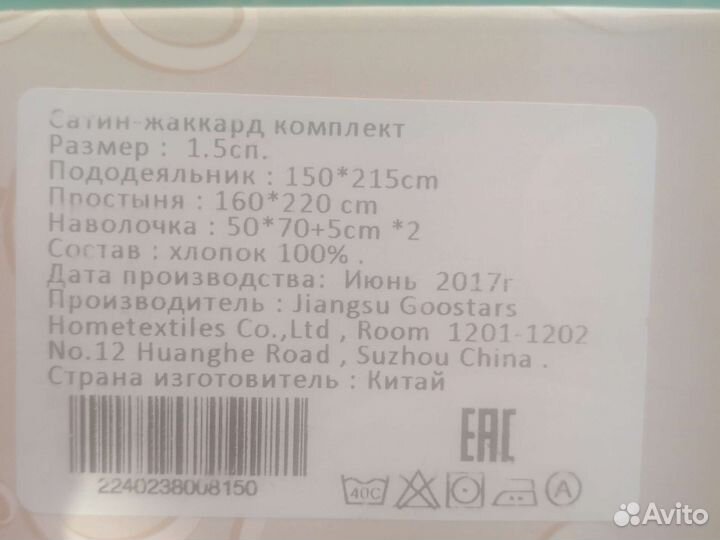 Сатин-жаккард комплект
Размер : 1.5сп.
Пододеяльник : 150*215cm
Простыня : 160*220 cm
Наволочка : 50*70+5cm *2
Состав : хлопок 100% .
Дата производства: Июнь 2017г
Производитель : Jiangsu Goostars
Hometextiles Co.,Ltd , Room 1201-1202
No.12 Huanghe Road , Suzhou China .
Страна изготовитель : Китай
EAC
2240238008150
40C
A
Avito